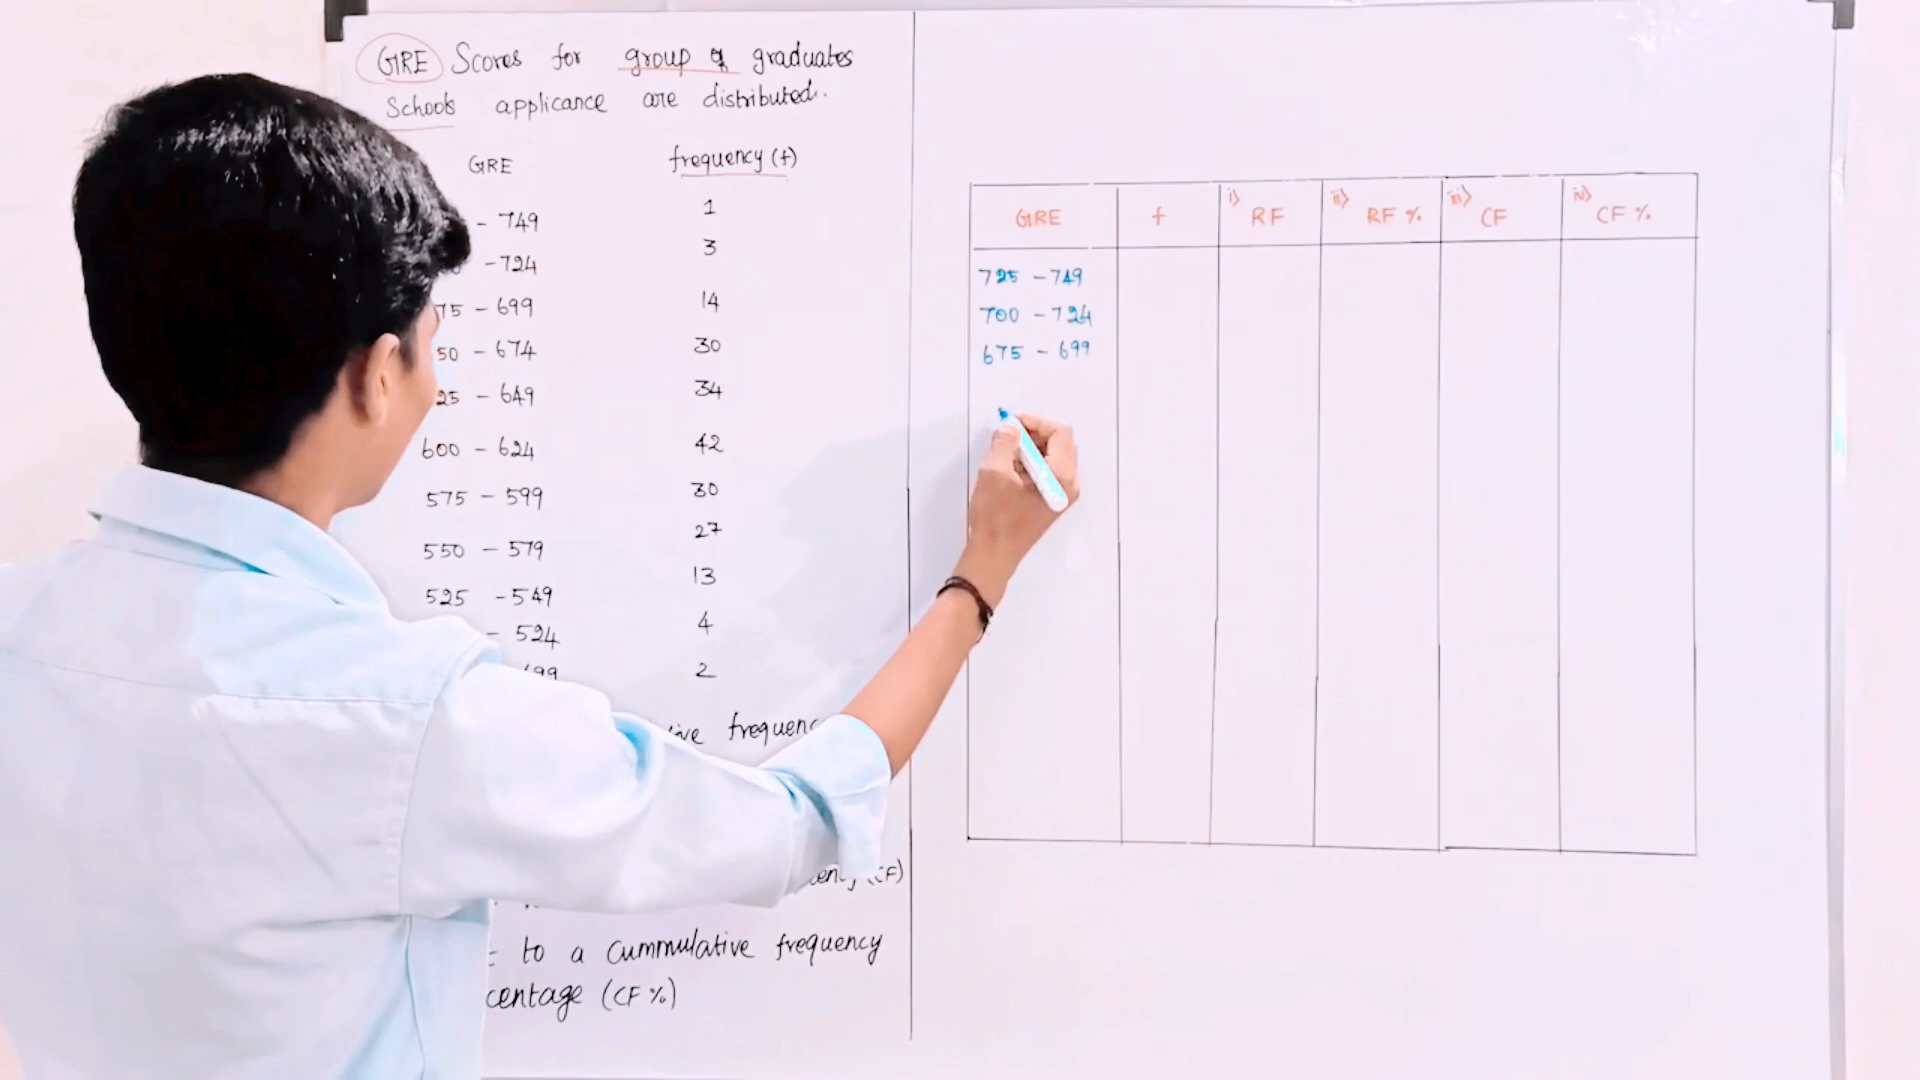 GRE Scores for group of graduates
Schools applicance are distributed.
GRE frequency (f)
- 749 1
- 724 3
75 - 699 14
50 - 674 30
25 - 649 34
600 - 624 42
575 - 599 30
550 - 579 27
525 - 549 13
- 524 4
99 2
frequenc
(CF)
to a cummulative frequency
centage (CF %)
GRE f i) RF ii) RF % iii) CF iv) CF %
725 - 749
700 - 724
675 - 699